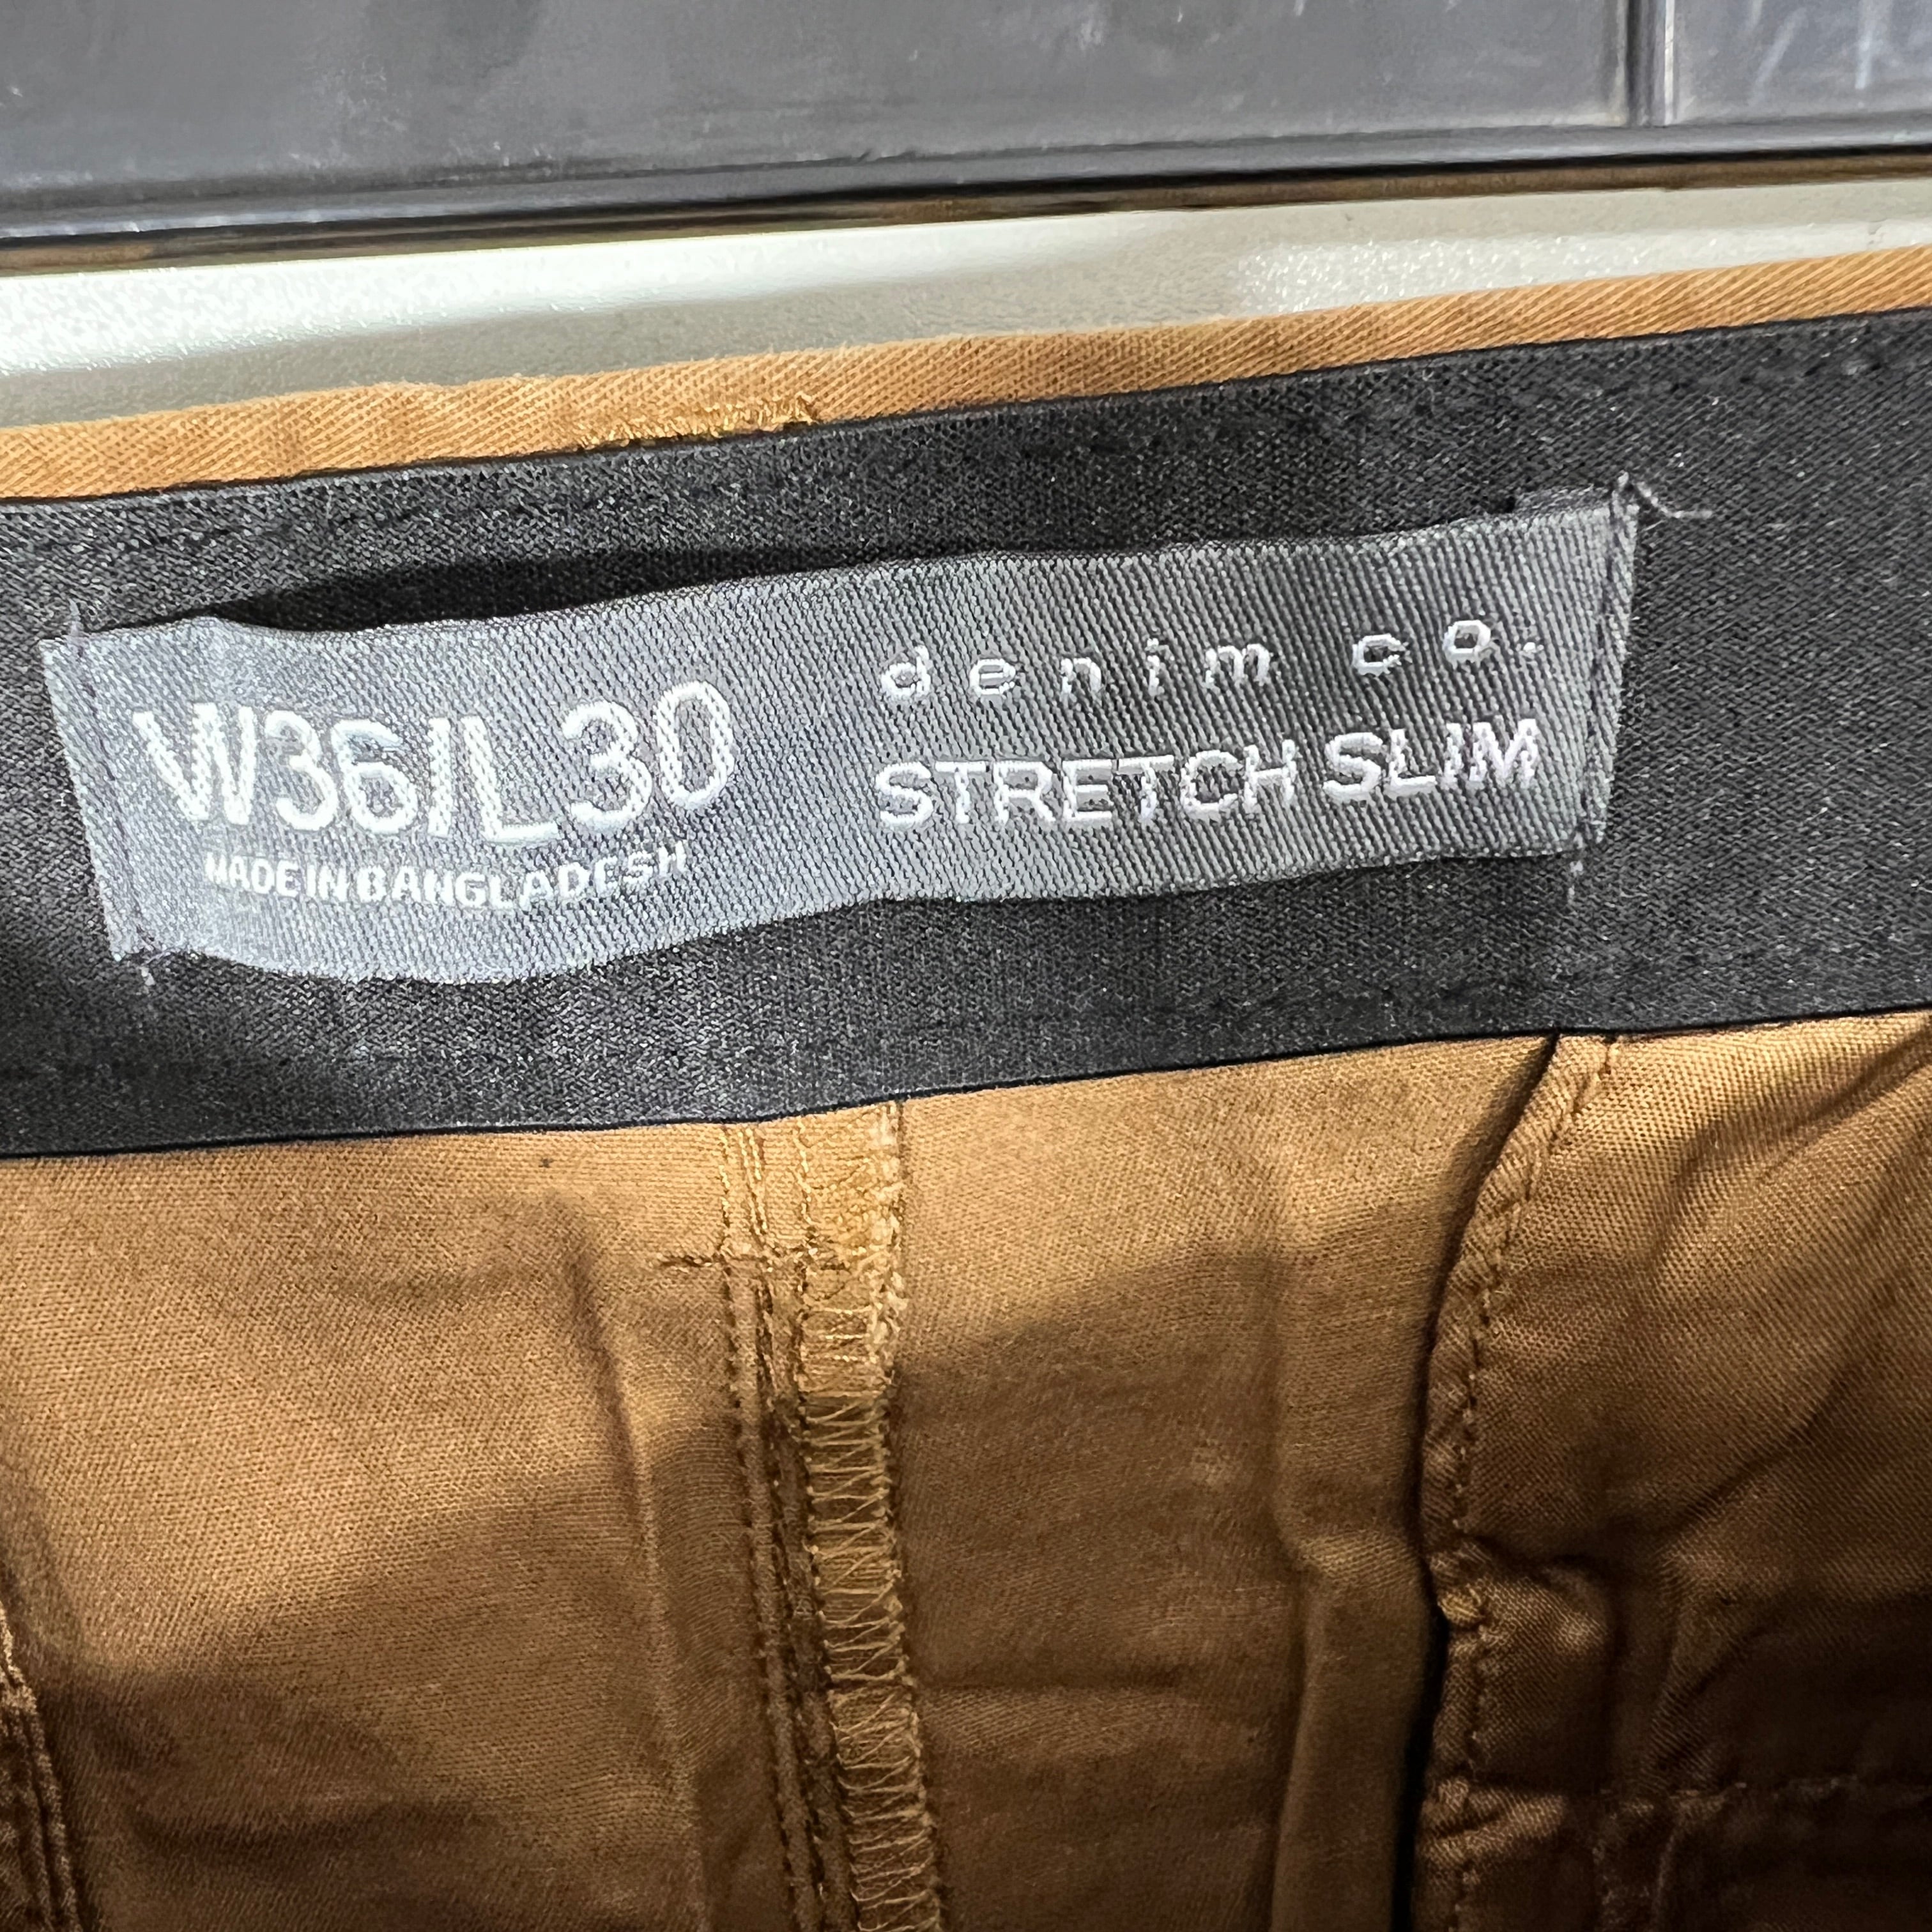 W36/L30
MADE IN BANGLADESH
denim co.
STRETCH SLIM